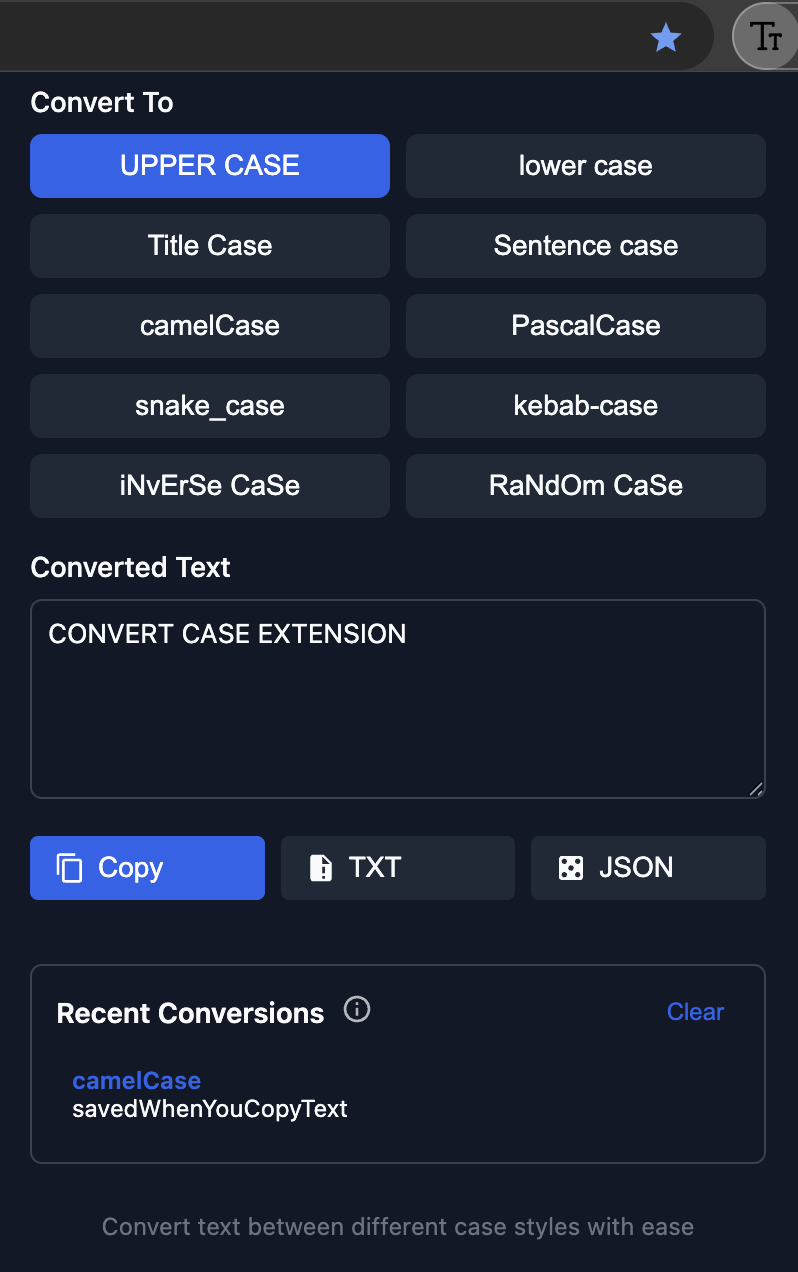 Tт
Convert To
UPPER CASE
lower case
Title Case
Sentence case
camelCase
PascalCase
snake_case
kebab-case
iNvErSe CaSe
RaNdOm CaSe
Converted Text
CONVERT CASE EXTENSION
Copy
TXT
JSON
Recent Conversions
Clear
camelCase
savedWhenYouCopyText
Convert text between different case styles with ease